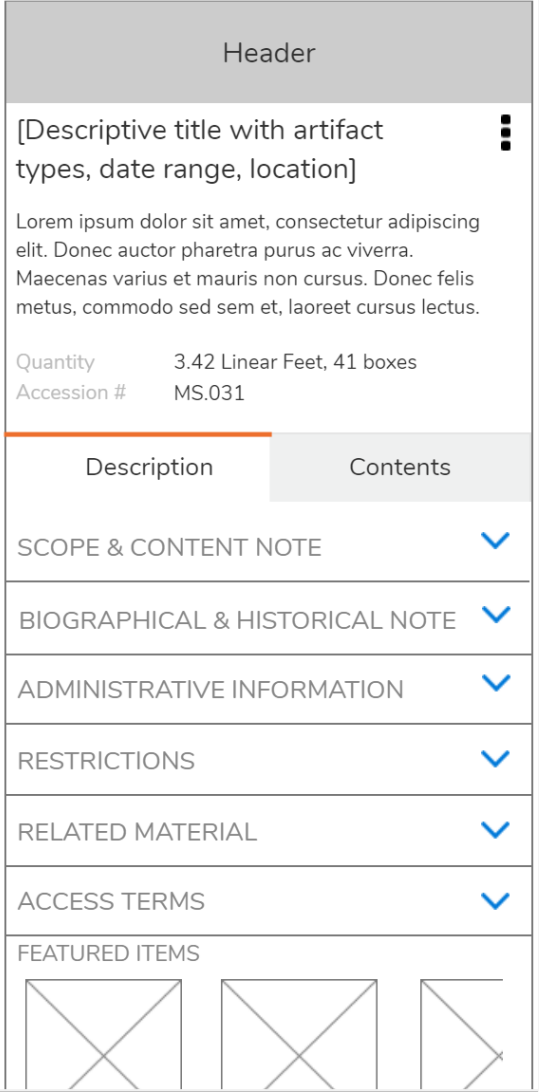 Header
[Descriptive title with artifact
types, date range, location]
Lorem ipsum dolor sit amet, consectetur adipiscing
elit. Donec auctor pharetra purus ac viverra.
Maecenas varius et mauris non cursus. Donec felis
metus, commodo sed sem et, laoreet cursus lectus.
Quantity 3.42 Linear Feet, 41 boxes
Accession # MS.031
Description Contents
SCOPE & CONTENT NOTE
BIOGRAPHICAL & HISTORICAL NOTE
ADMINISTRATIVE INFORMATION
RESTRICTIONS
RELATED MATERIAL
ACCESS TERMS
FEATURED ITEMS